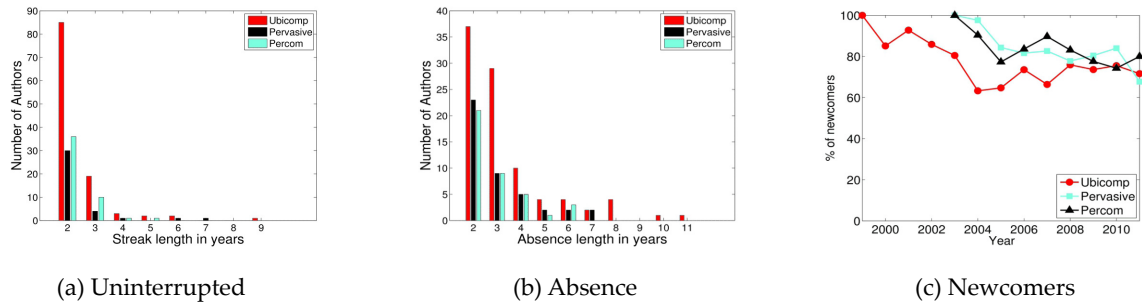 90
80
70
60
50
40
30
20
10
0
Number of Authors
Ubicomp
Pervasive
Percom
2 3 4 5 6 7 8 9
Streak length in years
(a) Uninterrupted
40
35
30
25
20
15
10
5
0
Number of Authors
Ubicomp
Pervasive
Percom
2 3 4 5 6 7 8 9 10 11
Absence length in years
(b) Absence
100
80
60
40
20
0
% of newcomers
Ubicomp
Pervasive
Percom
2000 2002 2004 2006 2008 2010
Year
(c) Newcomers